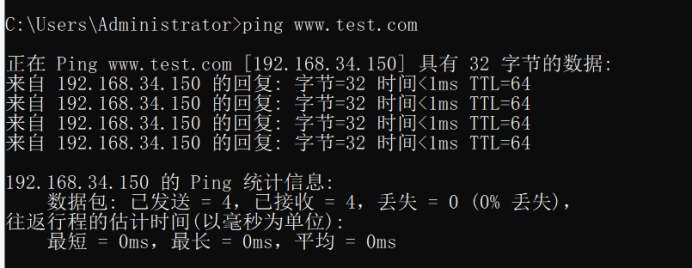 C:\Users\Administrator>ping www.test.com
正在 Ping www.test.com [192.168.34.150] 具有 32 字节的数据:
来自 192.168.34.150 的回复: 字节=32 时间<1ms TTL=64
来自 192.168.34.150 的回复: 字节=32 时间<1ms TTL=64
来自 192.168.34.150 的回复: 字节=32 时间<1ms TTL=64
来自 192.168.34.150 的回复: 字节=32 时间<1ms TTL=64
192.168.34.150 的 Ping 统计信息:
数据包: 已发送 = 4，已接收 = 4，丢失 = 0 (0% 丢失)，
往返行程的估计时间(以毫秒为单位):
最短 = 0ms，最长 = 0ms，平均 = 0ms